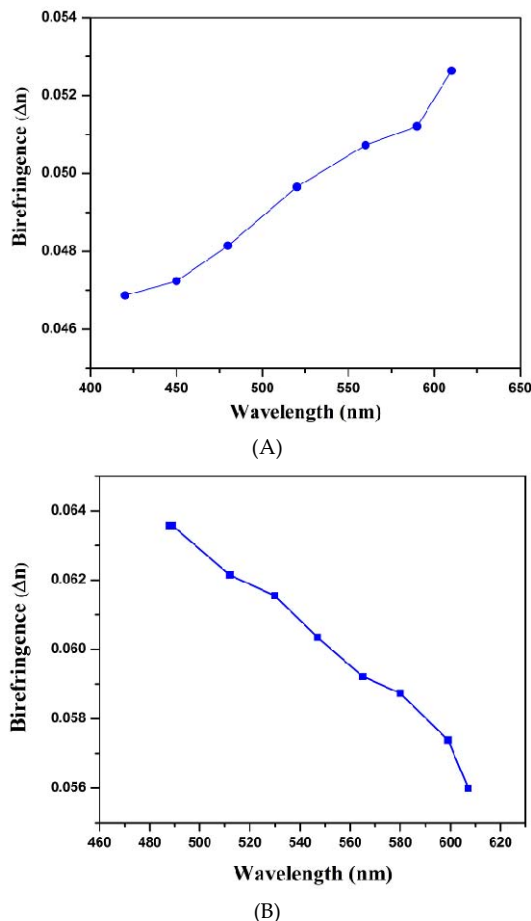 0.054
0.052
0.050
0.048
0.046
Birefringence (Δn)
400 450 500 550 600 650
Wavelength (nm)
(A)
0.064
0.062
0.060
0.058
0.056
Birefringence (Δn)
460 480 500 520 540 560 580 600 620
Wavelength (nm)
(B)